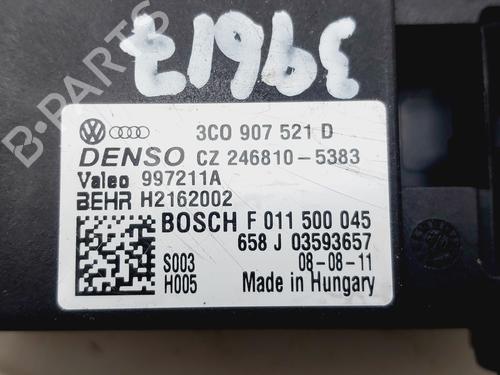 39617
B-PARTS
3C0 907 521 D
DENSO CZ 246810-5383
Valeo 997211A
BEHR H2162002
BOSCH F 011 500 045
658 J 03593657
S003 08-08-11
H005 Made in Hungary